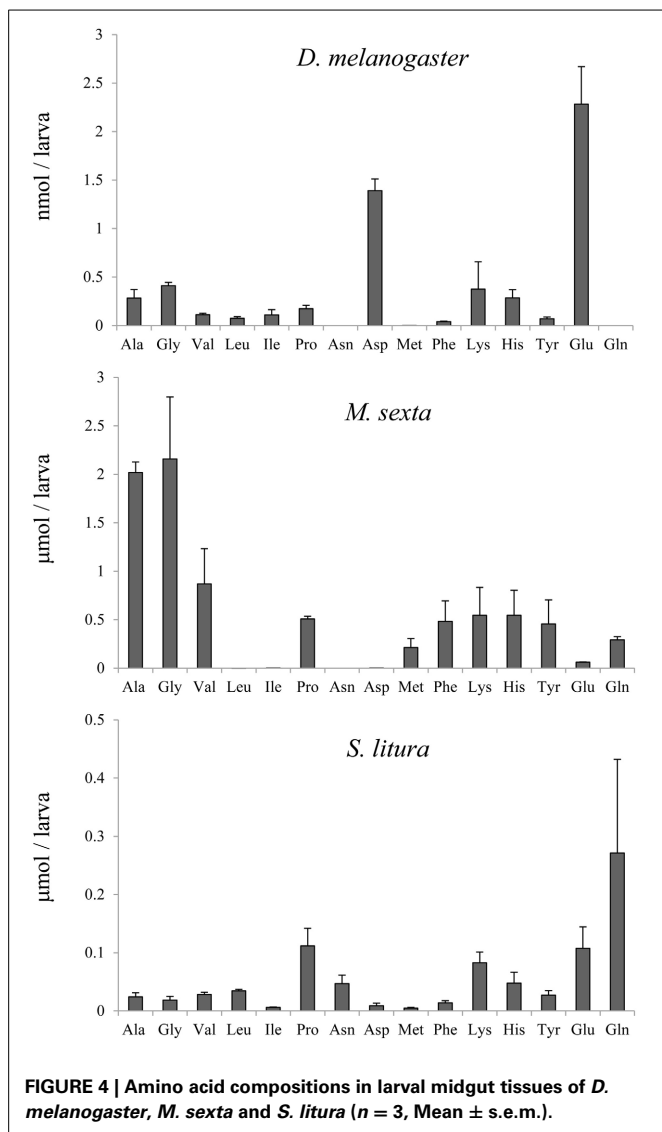 D. melanogaster
nmol / larva
3
2.5
2
1.5
1
0.5
0
Ala Gly Val Leu Ile Pro Asn Asp Met Phe Lys His Tyr Glu Gln
M. sexta
μmol / larva
3
2.5
2
1.5
1
0.5
0
Ala Gly Val Leu Ile Pro Asn Asp Met Phe Lys His Tyr Glu Gln
S. litura
μmol / larva
0.5
0.4
0.3
0.2
0.1
0
Ala Gly Val Leu Ile Pro Asn Asp Met Phe Lys His Tyr Glu Gln
FIGURE 4 | Amino acid compositions in larval midgut tissues of D.
melanogaster, M. sexta and S. litura (n = 3, Mean ± s.e.m.).